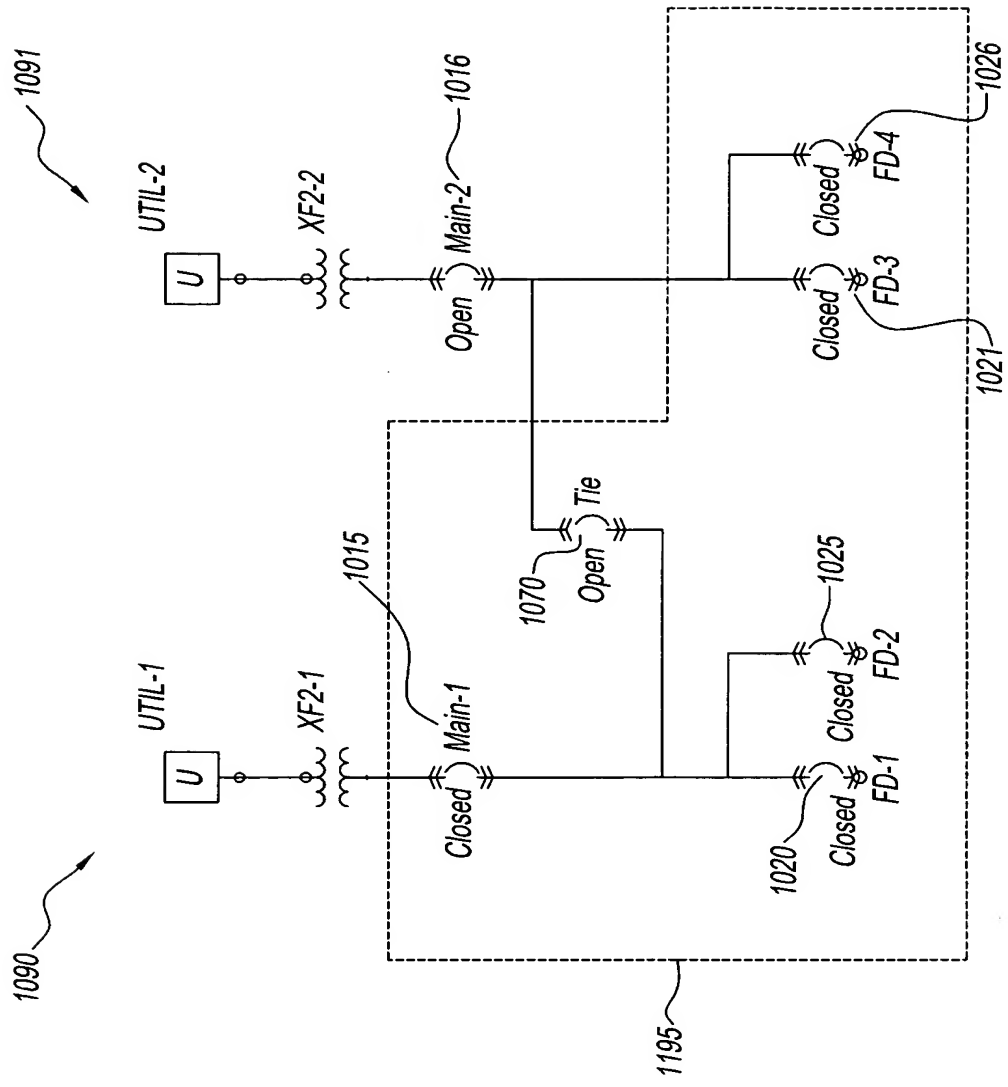 1090
1091
UTIL-1
UTIL-2
U
U
XF2-1
XF2-2
1015
1016
Main-1
Closed
Main-2
Open
Tie
1070
Open
1025
Closed
FD-1
1020
Closed
FD-2
Closed
FD-3
1021
Closed
FD-4
1026
1195